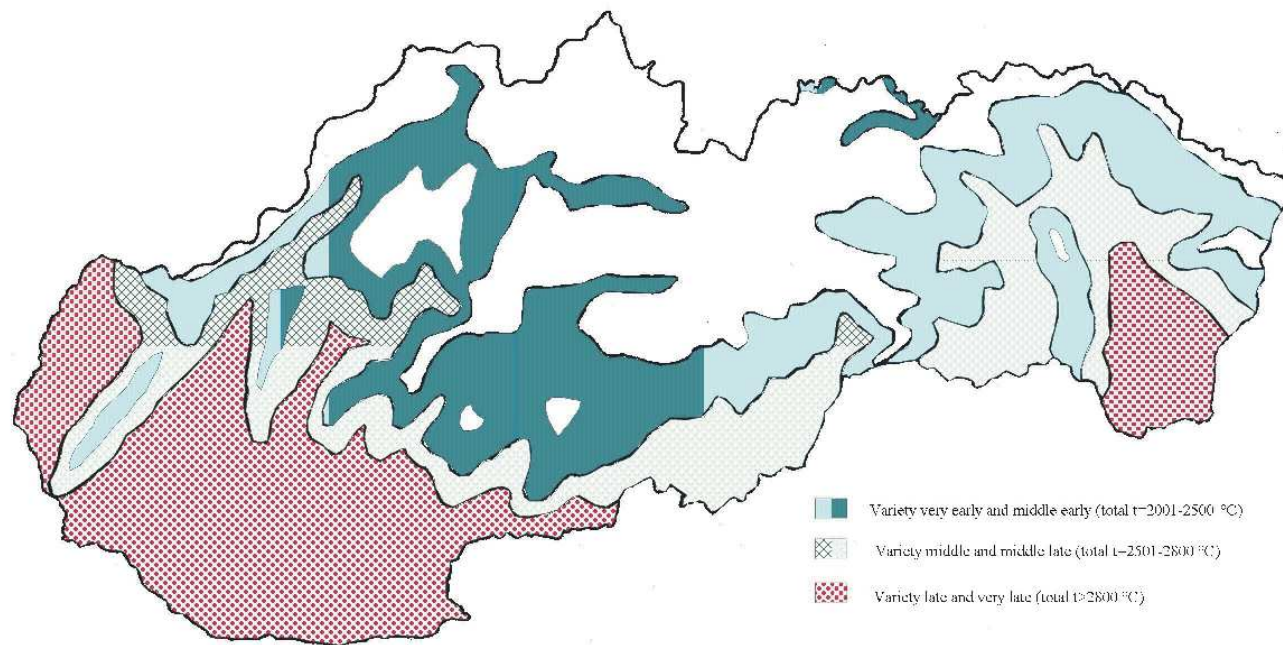 Variety very early and middle early (total t=2001-2500 °C)
Variety middle and middle late (total t=2501-2800 °C)
Variety late and very late (total t>2800 °C)